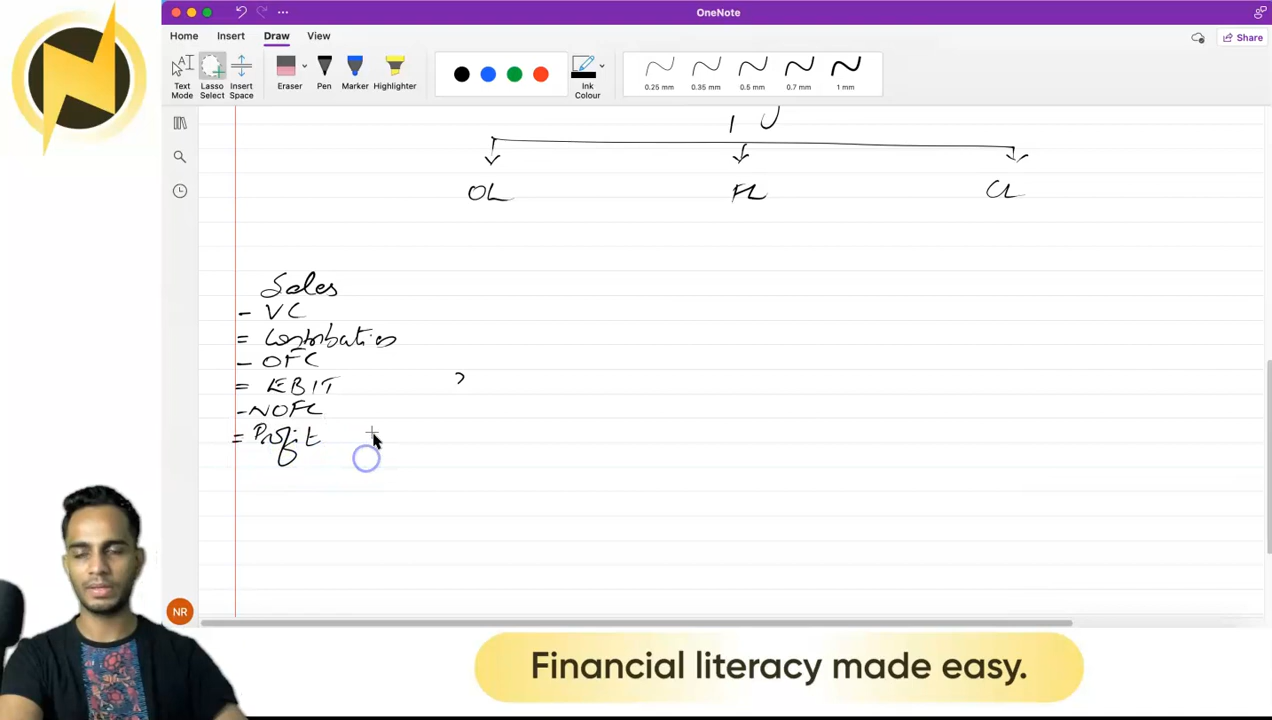 OneNote
Home Insert Draw View
Share
Text Mode
Lasso Select
Insert Space
Eraser
Pen
Marker
Highlighter
Ink Colour
0.25 mm 0.35 mm 0.5 mm 0.7 mm 1 mm
OL FL CL
Sales
- VC
= Contribution
- OFC
= EBIT
- NOFC
= Profit
NR
Financial literacy made easy.